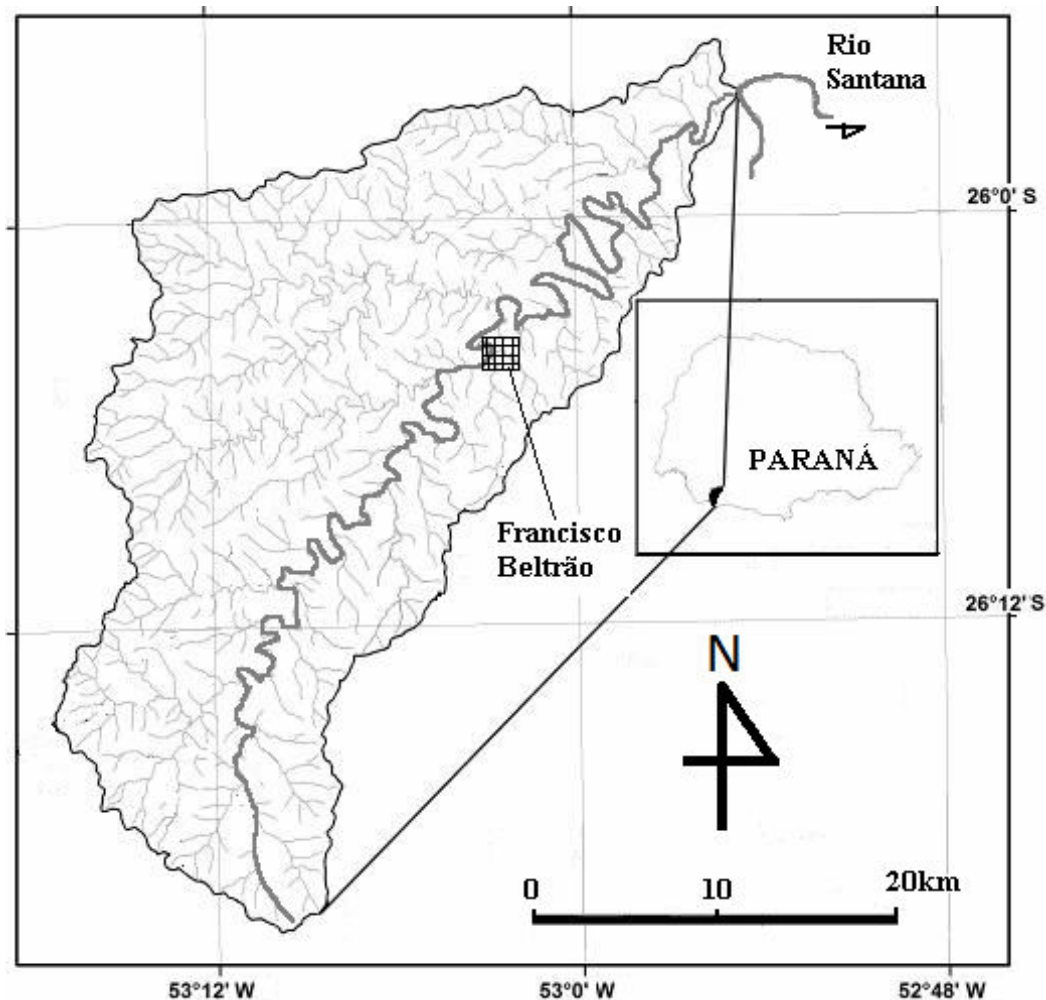 Rio
Santana
26°0' S
PARANÁ
Francisco
Beltrão
26°12' S
N
0 10 20km
53°12' W 53°0' W 52°48' W